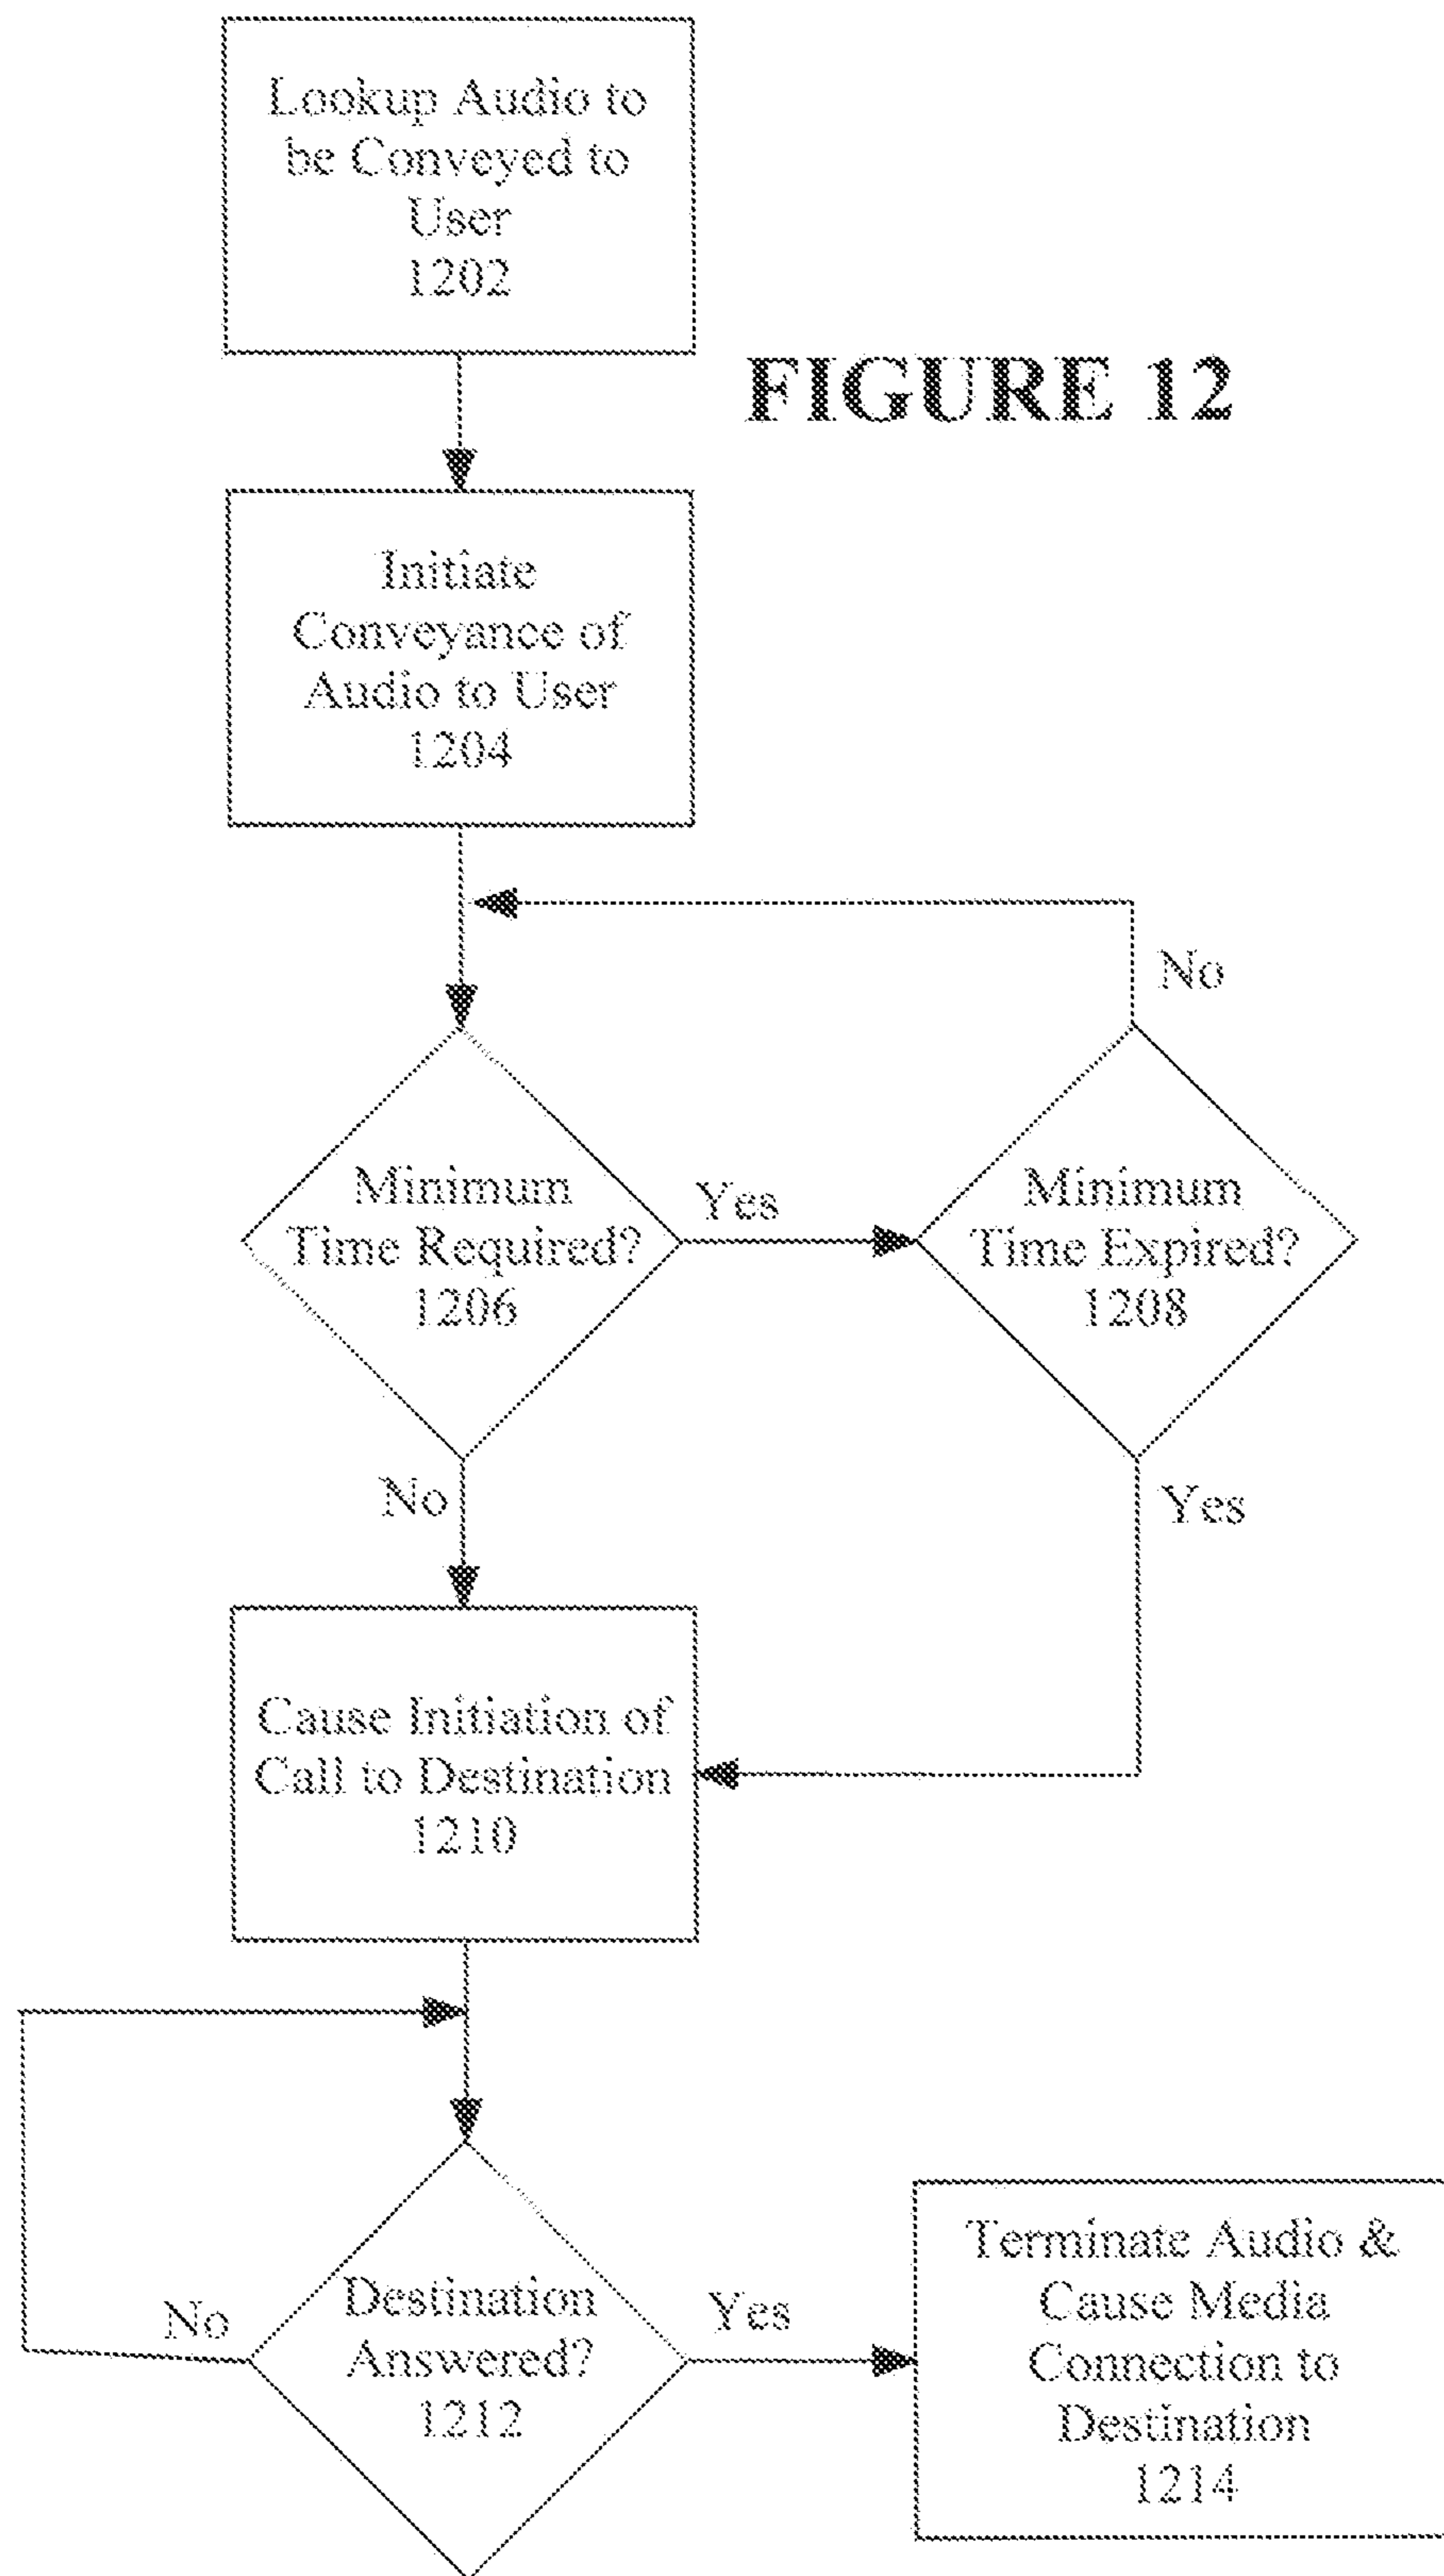 Lookup Audio to
be Conveyed to
User
1202
FIGURE 12
Initiate
Conveyance of
Audio to User
1204
No
Minimum
Time Required?
1206
Yes
Minimum
Time Expired?
1208
No
Yes
Cause Initiation of
Call to Destination
1210
No
Destination
Answered?
1212
Yes
Terminate Audio &
Cause Media
Connection to
Destination
1214